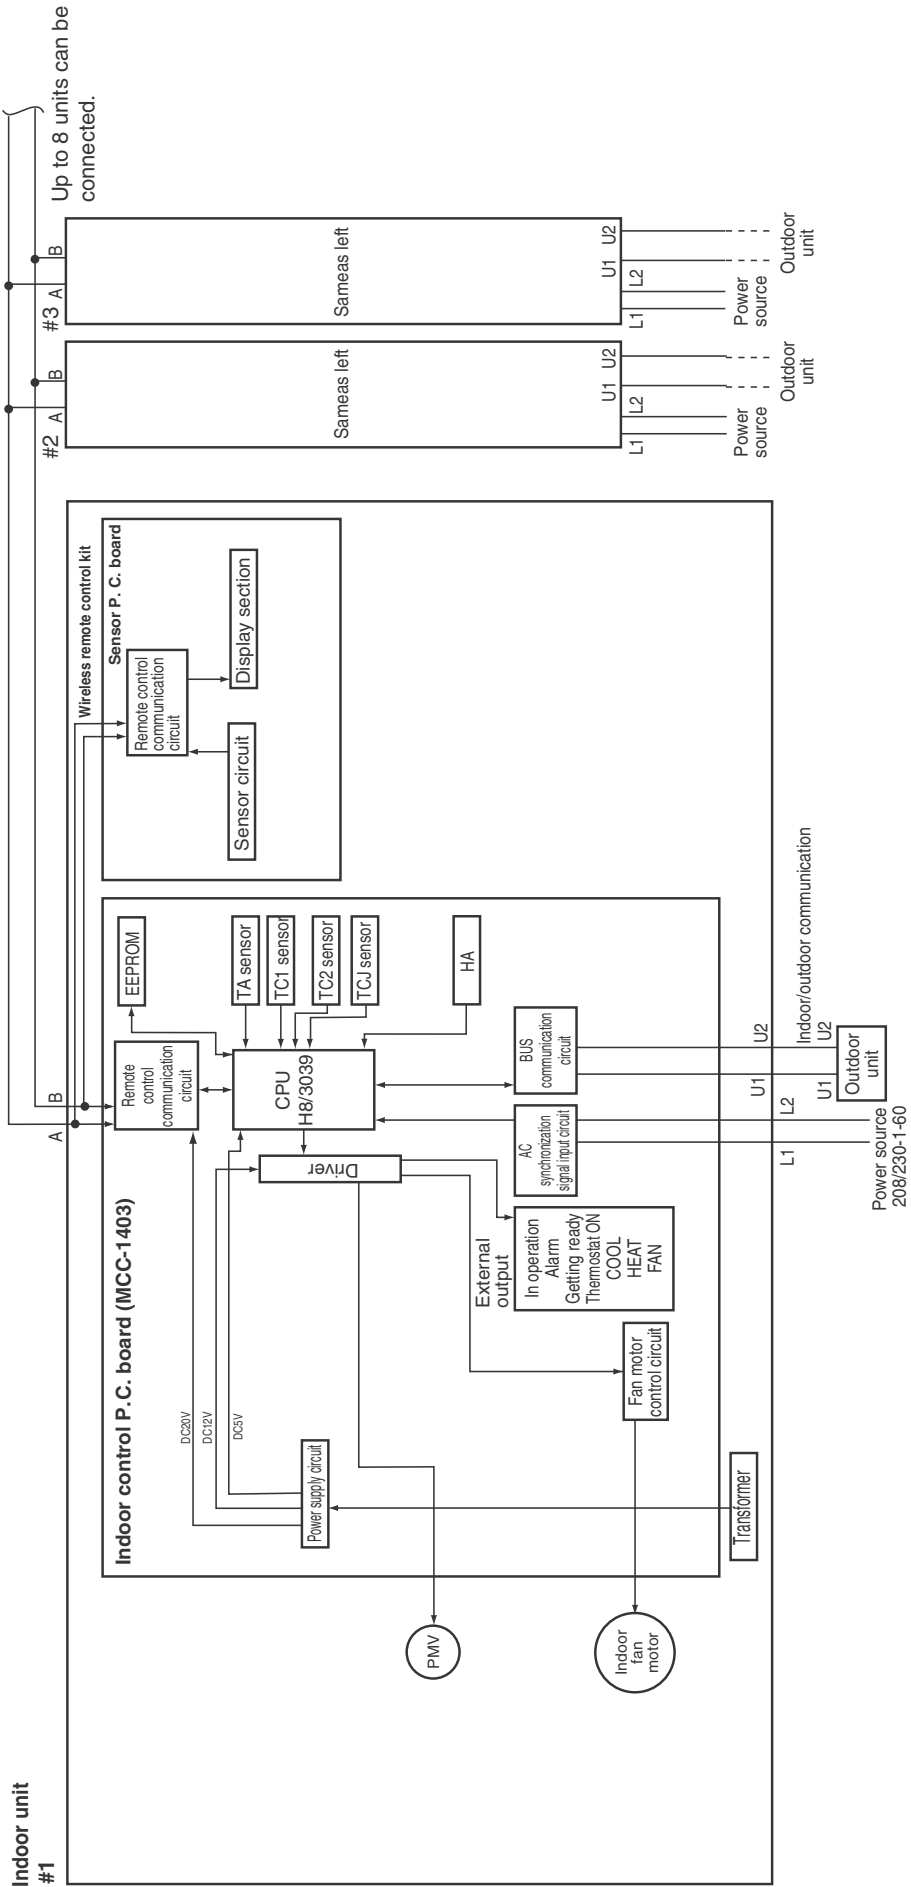 Indoor unit
#1
Indoor control P.C. board (MCC-1403)
DC20V
DC12V
DC5V
Power supply circuit
Transformer
PMV
Indoor
fan
motor
Fan motor
control circuit
External
output
In operation
Alarm
Getting ready
Thermostat ON
COOL
HEAT
FAN
Driver
CPU
H8/3039
Remote
control
communication
circuit
A
B
EEPROM
TA sensor
TC1 sensor
TC2 sensor
TCJ sensor
HA
AC
synchronization
signal input circuit
BUS
communication
circuit
L1
L2
U1
U2
Power source
208/230-1-60
Indoor/outdoor communication
U1
U2
Outdoor
unit
Wireless remote control kit
Sensor P. C. board
Remote control
communication
circuit
Sensor circuit
Display section
#2
A
B
Sameas left
U1
U2
L1
L2
Power
source
Outdoor
unit
#3
A
B
Sameas left
U1
U2
L1
L2
Power
source
Outdoor
unit
Up to 8 units can be
connected.